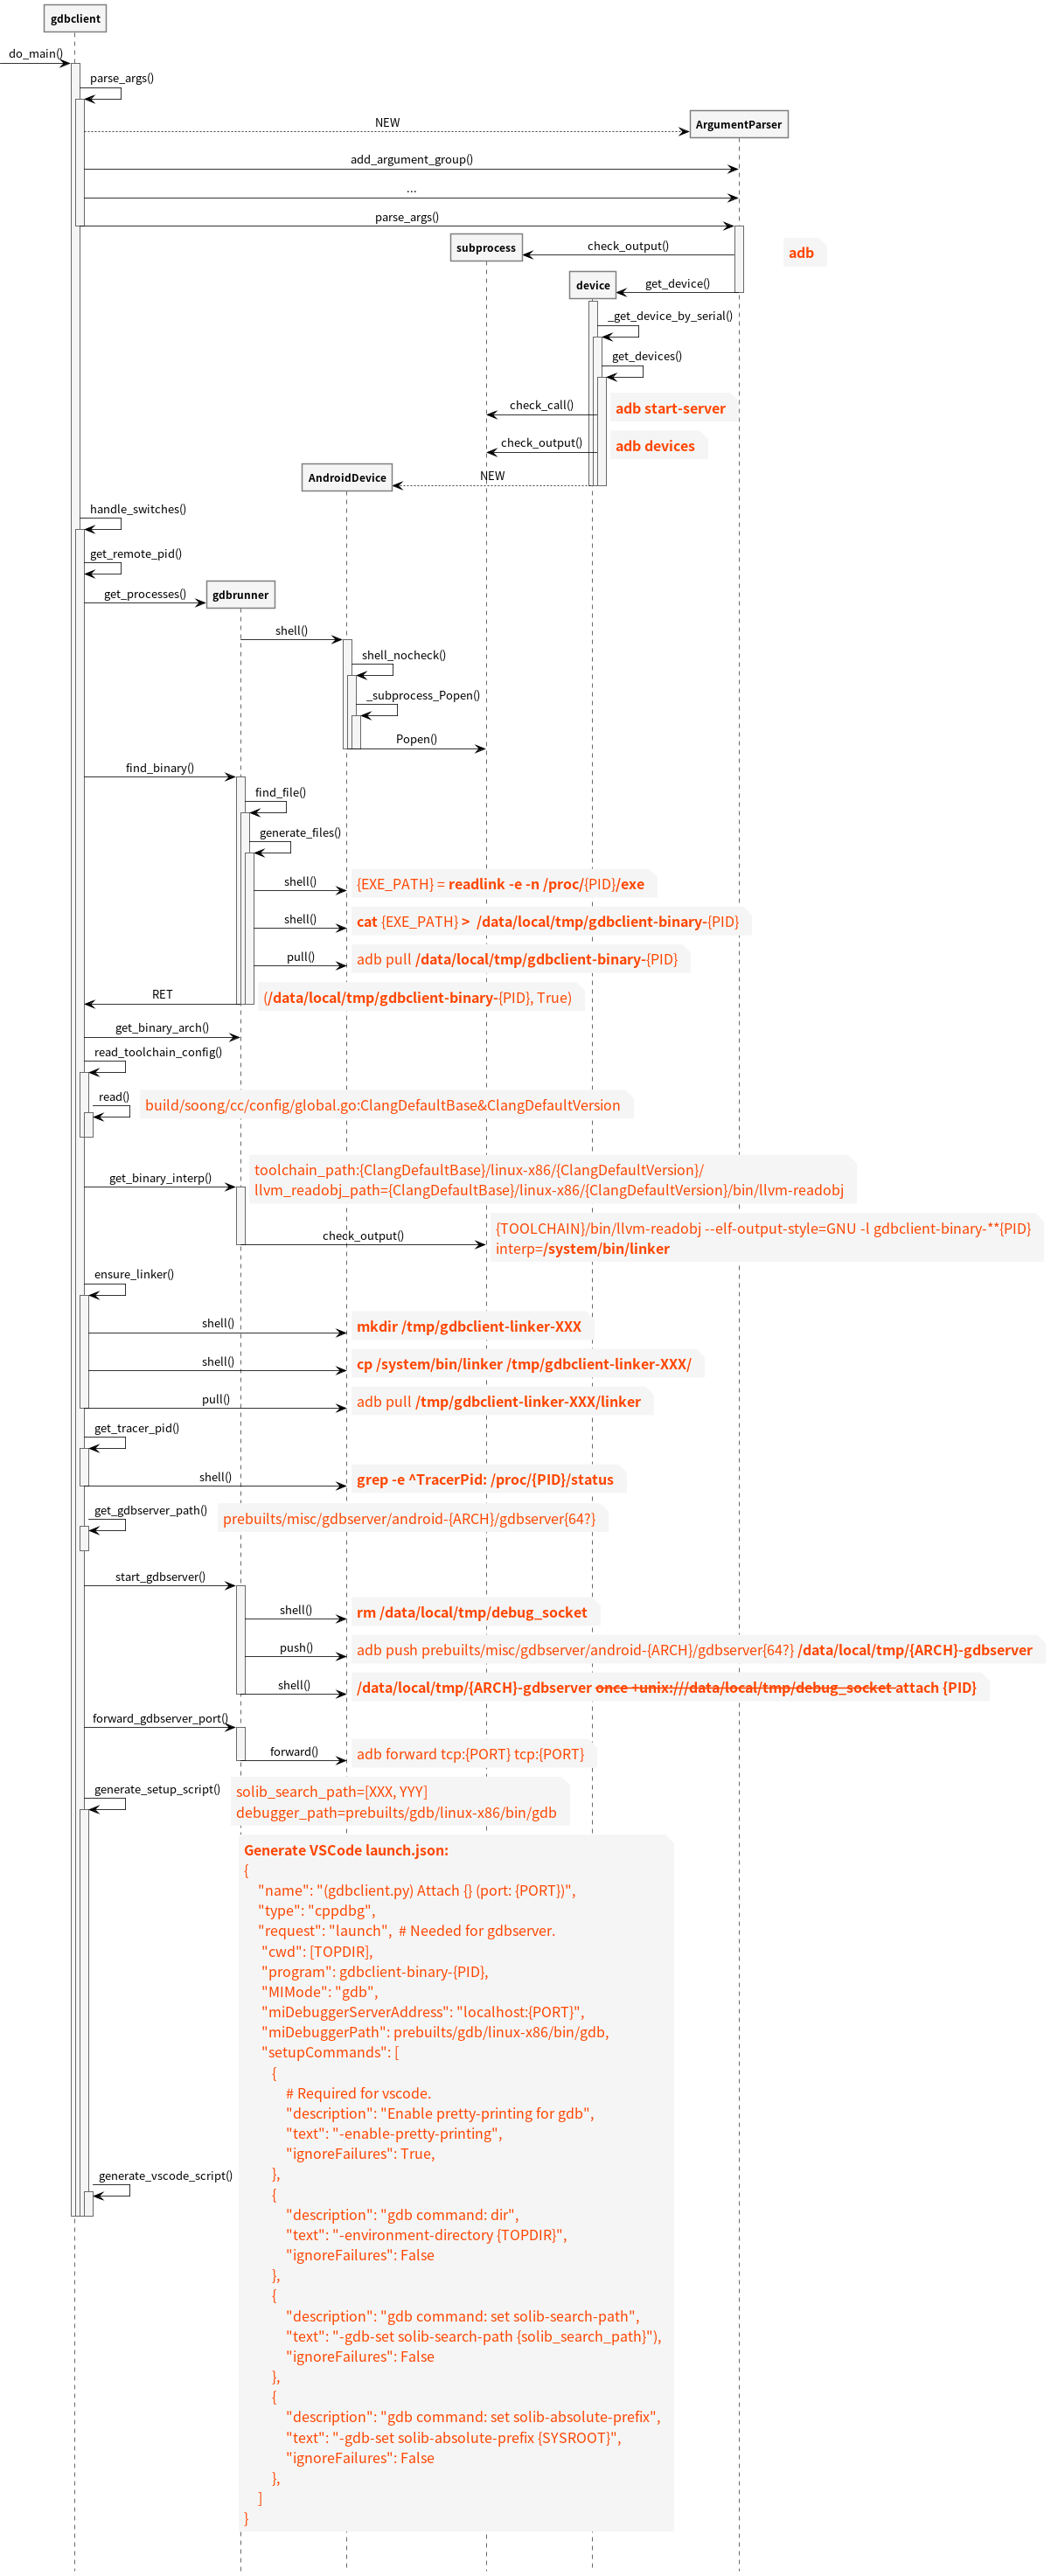 gdbclient
do_main()
parse_args()
NEW
ArgumentParser
add_argument_group()
...
parse_args()
subprocess
check_output()
adb
device
get_device()
_get_device_by_serial()
get_devices()
check_call()
adb start-server
check_output()
adb devices
AndroidDevice
NEW
handle_switches()
get_remote_pid()
get_processes()
gdbrunner
shell()
shell_nocheck()
_subprocess_Popen()
Popen()
find_binary()
find_file()
generate_files()
shell()
{EXE_PATH} = readlink -e -n /proc/{PID}/exe
shell()
cat {EXE_PATH} >  /data/local/tmp/gdbclient-binary-{PID}
pull()
adb pull /data/local/tmp/gdbclient-binary-{PID}
RET
(/data/local/tmp/gdbclient-binary-{PID}, True)
get_binary_arch()
read_toolchain_config()
read()
build/soong/cc/config/global.go:ClangDefaultBase&ClangDefaultVersion
get_binary_interp()
toolchain_path:{ClangDefaultBase}/linux-x86/{ClangDefaultVersion}/
llvm_readobj_path={ClangDefaultBase}/linux-x86/{ClangDefaultVersion}/bin/llvm-readobj
check_output()
{TOOLCHAIN}/bin/llvm-readobj --elf-output-style=GNU -l gdbclient-binary-**{PID}
interp=/system/bin/linker
ensure_linker()
shell()
mkdir /tmp/gdbclient-linker-XXX
shell()
cp /system/bin/linker /tmp/gdbclient-linker-XXX/
pull()
adb pull /tmp/gdbclient-linker-XXX/linker
get_tracer_pid()
shell()
grep -e ^TracerPid: /proc/{PID}/status
get_gdbserver_path()
prebuilts/misc/gdbserver/android-{ARCH}/gdbserver{64?}
start_gdbserver()
shell()
rm /data/local/tmp/debug_socket
push()
adb push prebuilts/misc/gdbserver/android-{ARCH}/gdbserver{64?} /data/local/tmp/{ARCH}-gdbserver
shell()
/data/local/tmp/{ARCH}-gdbserver once +unix:///data/local/tmp/debug_socket attach {PID}
forward_gdbserver_port()
forward()
adb forward tcp:{PORT} tcp:{PORT}
generate_setup_script()
solib_search_path=[XXX, YYY]
debugger_path=prebuilts/gdb/linux-x86/bin/gdb
Generate VSCode launch.json:
{
"name": "(gdbclient.py) Attach {} (port: {PORT})",
"type": "cppdbg",
"request": "launch",  # Needed for gdbserver.
"cwd": [TOPDIR],
"program": gdbclient-binary-{PID},
"MIMode": "gdb",
"miDebuggerServerAddress": "localhost:{PORT}",
"miDebuggerPath": prebuilts/gdb/linux-x86/bin/gdb,
"setupCommands": [
{
# Required for vscode.
"description": "Enable pretty-printing for gdb",
"text": "-enable-pretty-printing",
"ignoreFailures": True,
},
generate_vscode_script()
{
"description": "gdb command: dir",
"text": "-environment-directory {TOPDIR}",
"ignoreFailures": False
},
{
"description": "gdb command: set solib-search-path",
"text": "-gdb-set solib-search-path {solib_search_path}"),
"ignoreFailures": False
},
{
"description": "gdb command: set solib-absolute-prefix",
"text": "-gdb-set solib-absolute-prefix {SYSROOT}",
"ignoreFailures": False
},
]
}